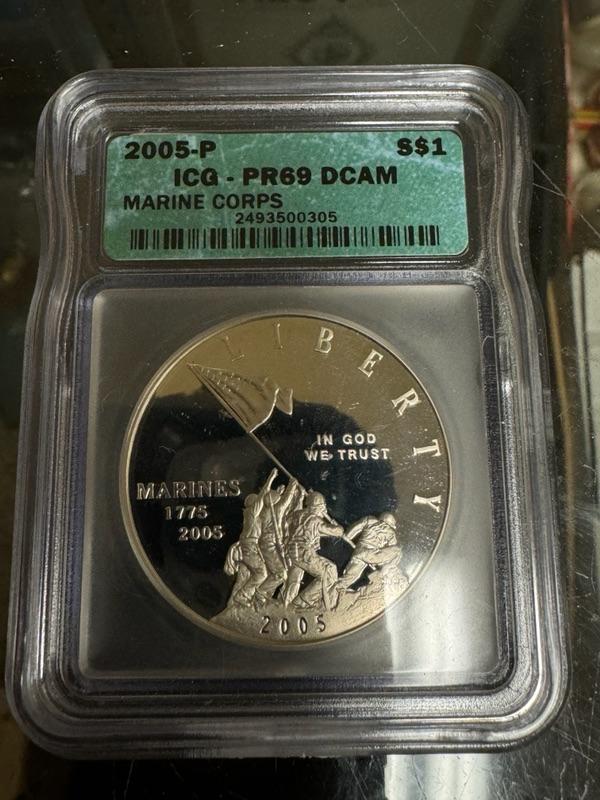 2005-P S$1
ICG - PR69 DCAM
MARINE CORPS
2493500305
LIBERTY
IN GOD
WE TRUST
MARINES
1775
2005
2005